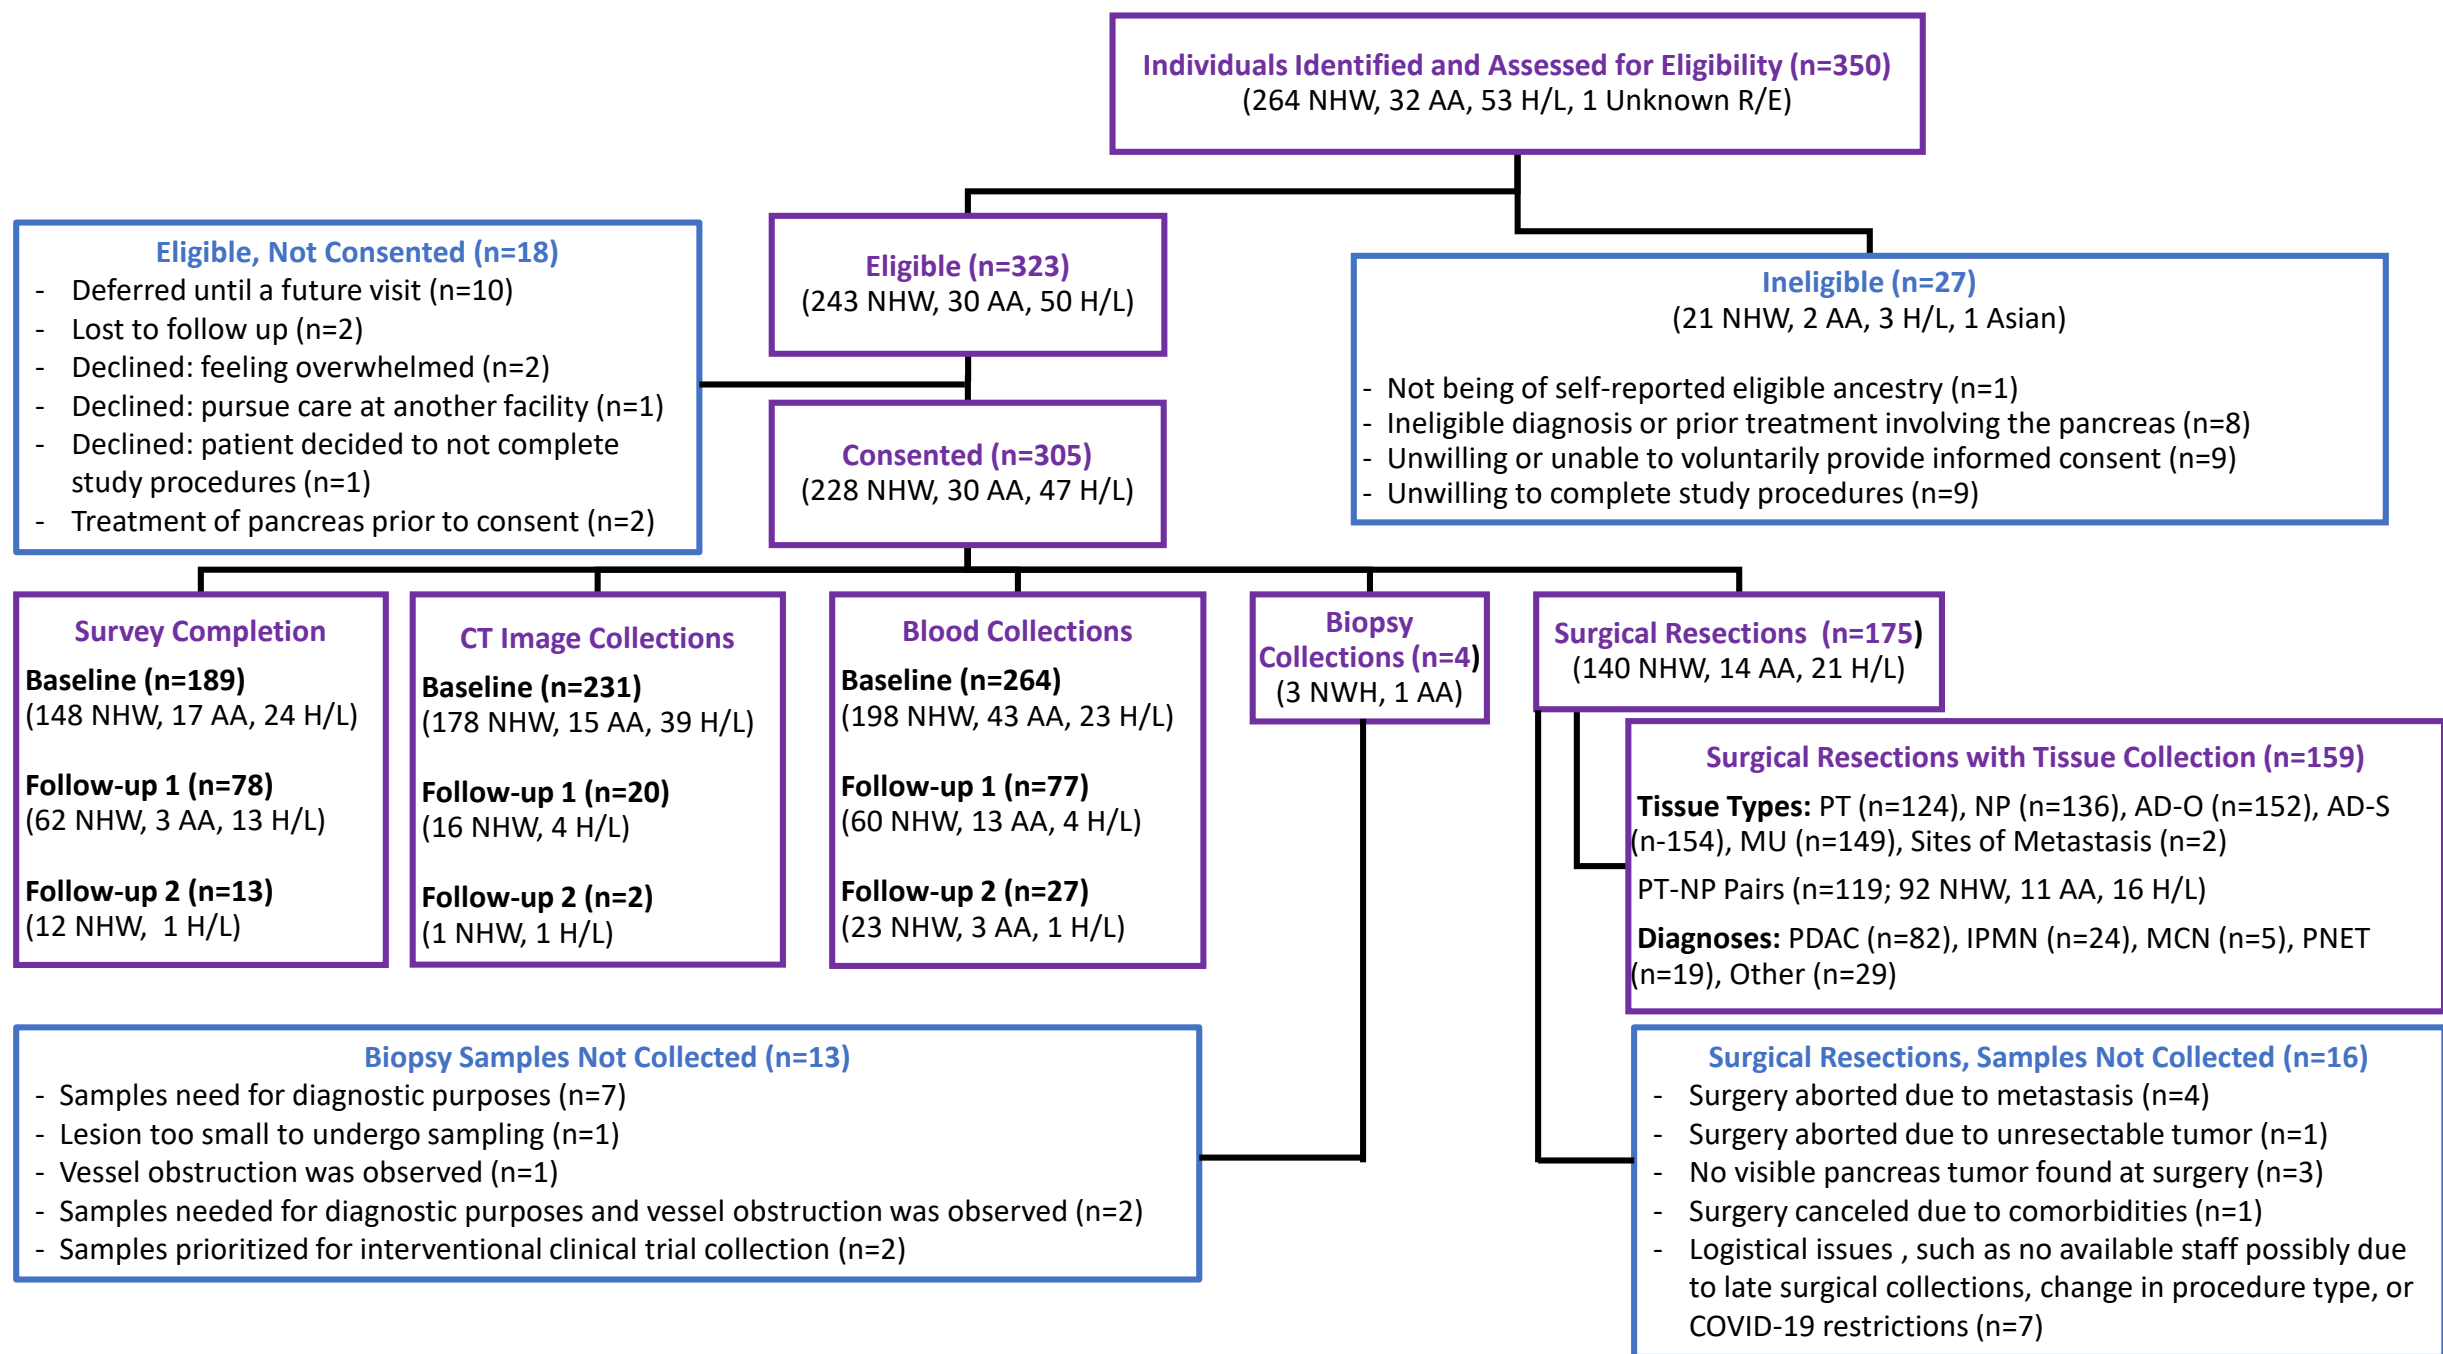 Individuals Identified and Assessed for Eligibility (n=350)
(264 NHW, 32 AA, 53 H/L, 1 Unknown R/E)
Eligible, Not Consented (n=18)
- Deferred until a future visit (n=10)
- Lost to follow up (n=2)
- Declined: feeling overwhelmed (n=2)
- Declined: pursue care at another facility (n=1)
- Declined: patient decided to not complete
study procedures (n=1)
- Treatment of pancreas prior to consent (n=2)
Eligible (n=323)
(243 NHW, 30 AA, 50 H/L)
Ineligible (n=27)
(21 NHW, 2 AA, 3 H/L, 1 Asian)
- Not being of self-reported eligible ancestry (n=1)
- Ineligible diagnosis or prior treatment involving the pancreas (n=8)
- Unwilling or unable to voluntarily provide informed consent (n=9)
- Unwilling to complete study procedures (n=9)
Consented (n=305)
(228 NHW, 30 AA, 47 H/L)
Survey Completion
Baseline (n=189)
(148 NHW, 17 AA, 24 H/L)
Follow-up 1 (n=78)
(62 NHW, 3 AA, 13 H/L)
Follow-up 2 (n=13)
(12 NHW,  1 H/L)
CT Image Collections
Baseline (n=231)
(178 NHW, 15 AA, 39 H/L)
Follow-up 1 (n=20)
(16 NHW, 4 H/L)
Follow-up 2 (n=2)
(1 NHW, 1 H/L)
Blood Collections
Baseline (n=264)
(198 NHW, 43 AA, 23 H/L)
Follow-up 1 (n=77)
(60 NHW, 13 AA, 4 H/L)
Follow-up 2 (n=27)
(23 NHW, 3 AA, 1 H/L)
Biopsy
Collections (n=4)
(3 NWH, 1 AA)
Surgical Resections  (n=175)
(140 NHW, 14 AA, 21 H/L)
Surgical Resections with Tissue Collection (n=159)
Tissue Types: PT (n=124), NP (n=136), AD-O (n=152), AD-S
(n-154), MU (n=149), Sites of Metastasis (n=2)
PT-NP Pairs (n=119; 92 NHW, 11 AA, 16 H/L)
Diagnoses: PDAC (n=82), IPMN (n=24), MCN (n=5), PNET
(n=19), Other (n=29)
Biopsy Samples Not Collected (n=13)
- Samples need for diagnostic purposes (n=7)
- Lesion too small to undergo sampling (n=1)
- Vessel obstruction was observed (n=1)
- Samples needed for diagnostic purposes and vessel obstruction was observed (n=2)
- Samples prioritized for interventional clinical trial collection (n=2)
Surgical Resections, Samples Not Collected (n=16)
- Surgery aborted due to metastasis (n=4)
- Surgery aborted due to unresectable tumor (n=1)
- No visible pancreas tumor found at surgery (n=3)
- Surgery canceled due to comorbidities (n=1)
- Logistical issues , such as no available staff possibly due
to late surgical collections, change in procedure type, or
COVID-19 restrictions (n=7)